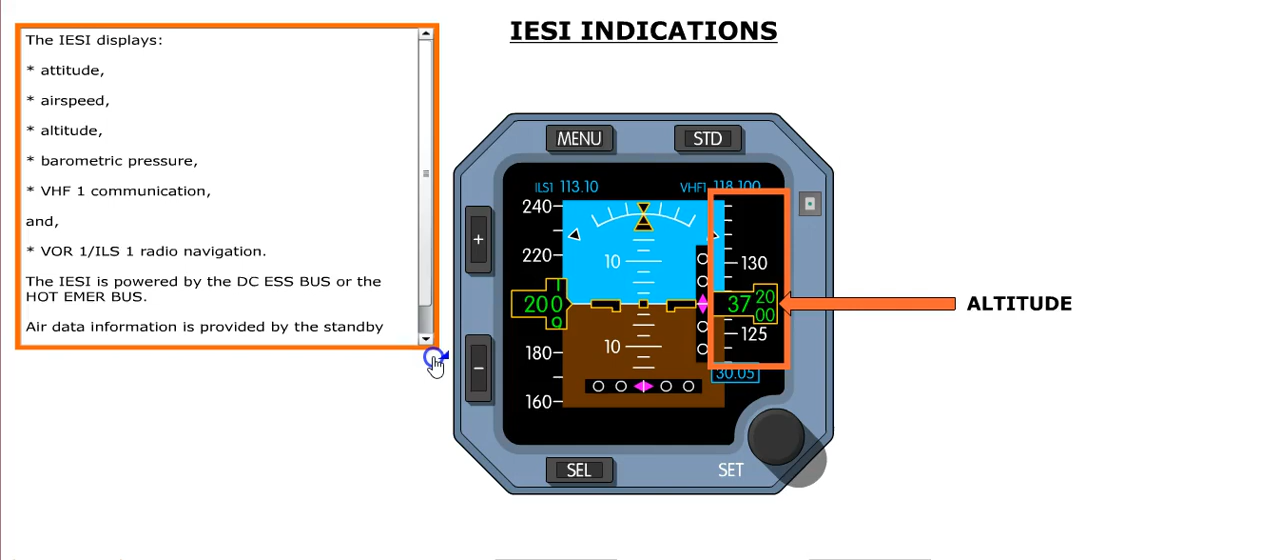 IESI INDICATIONS
The IESI displays:
* attitude,
* airspeed,
* altitude,
* barometric pressure,
* VHF 1 communication,
and,
* VOR 1/ILS 1 radio navigation.
The IESI is powered by the DC ESS BUS or the
HOT EMER BUS.
Air data information is provided by the standby
MENU
STD
ILS1 113.10
VHF1 118.100
240
220
200
180
160
+
−
10
10
130
37 20
00
125
30.05
ALTITUDE
SEL
SET